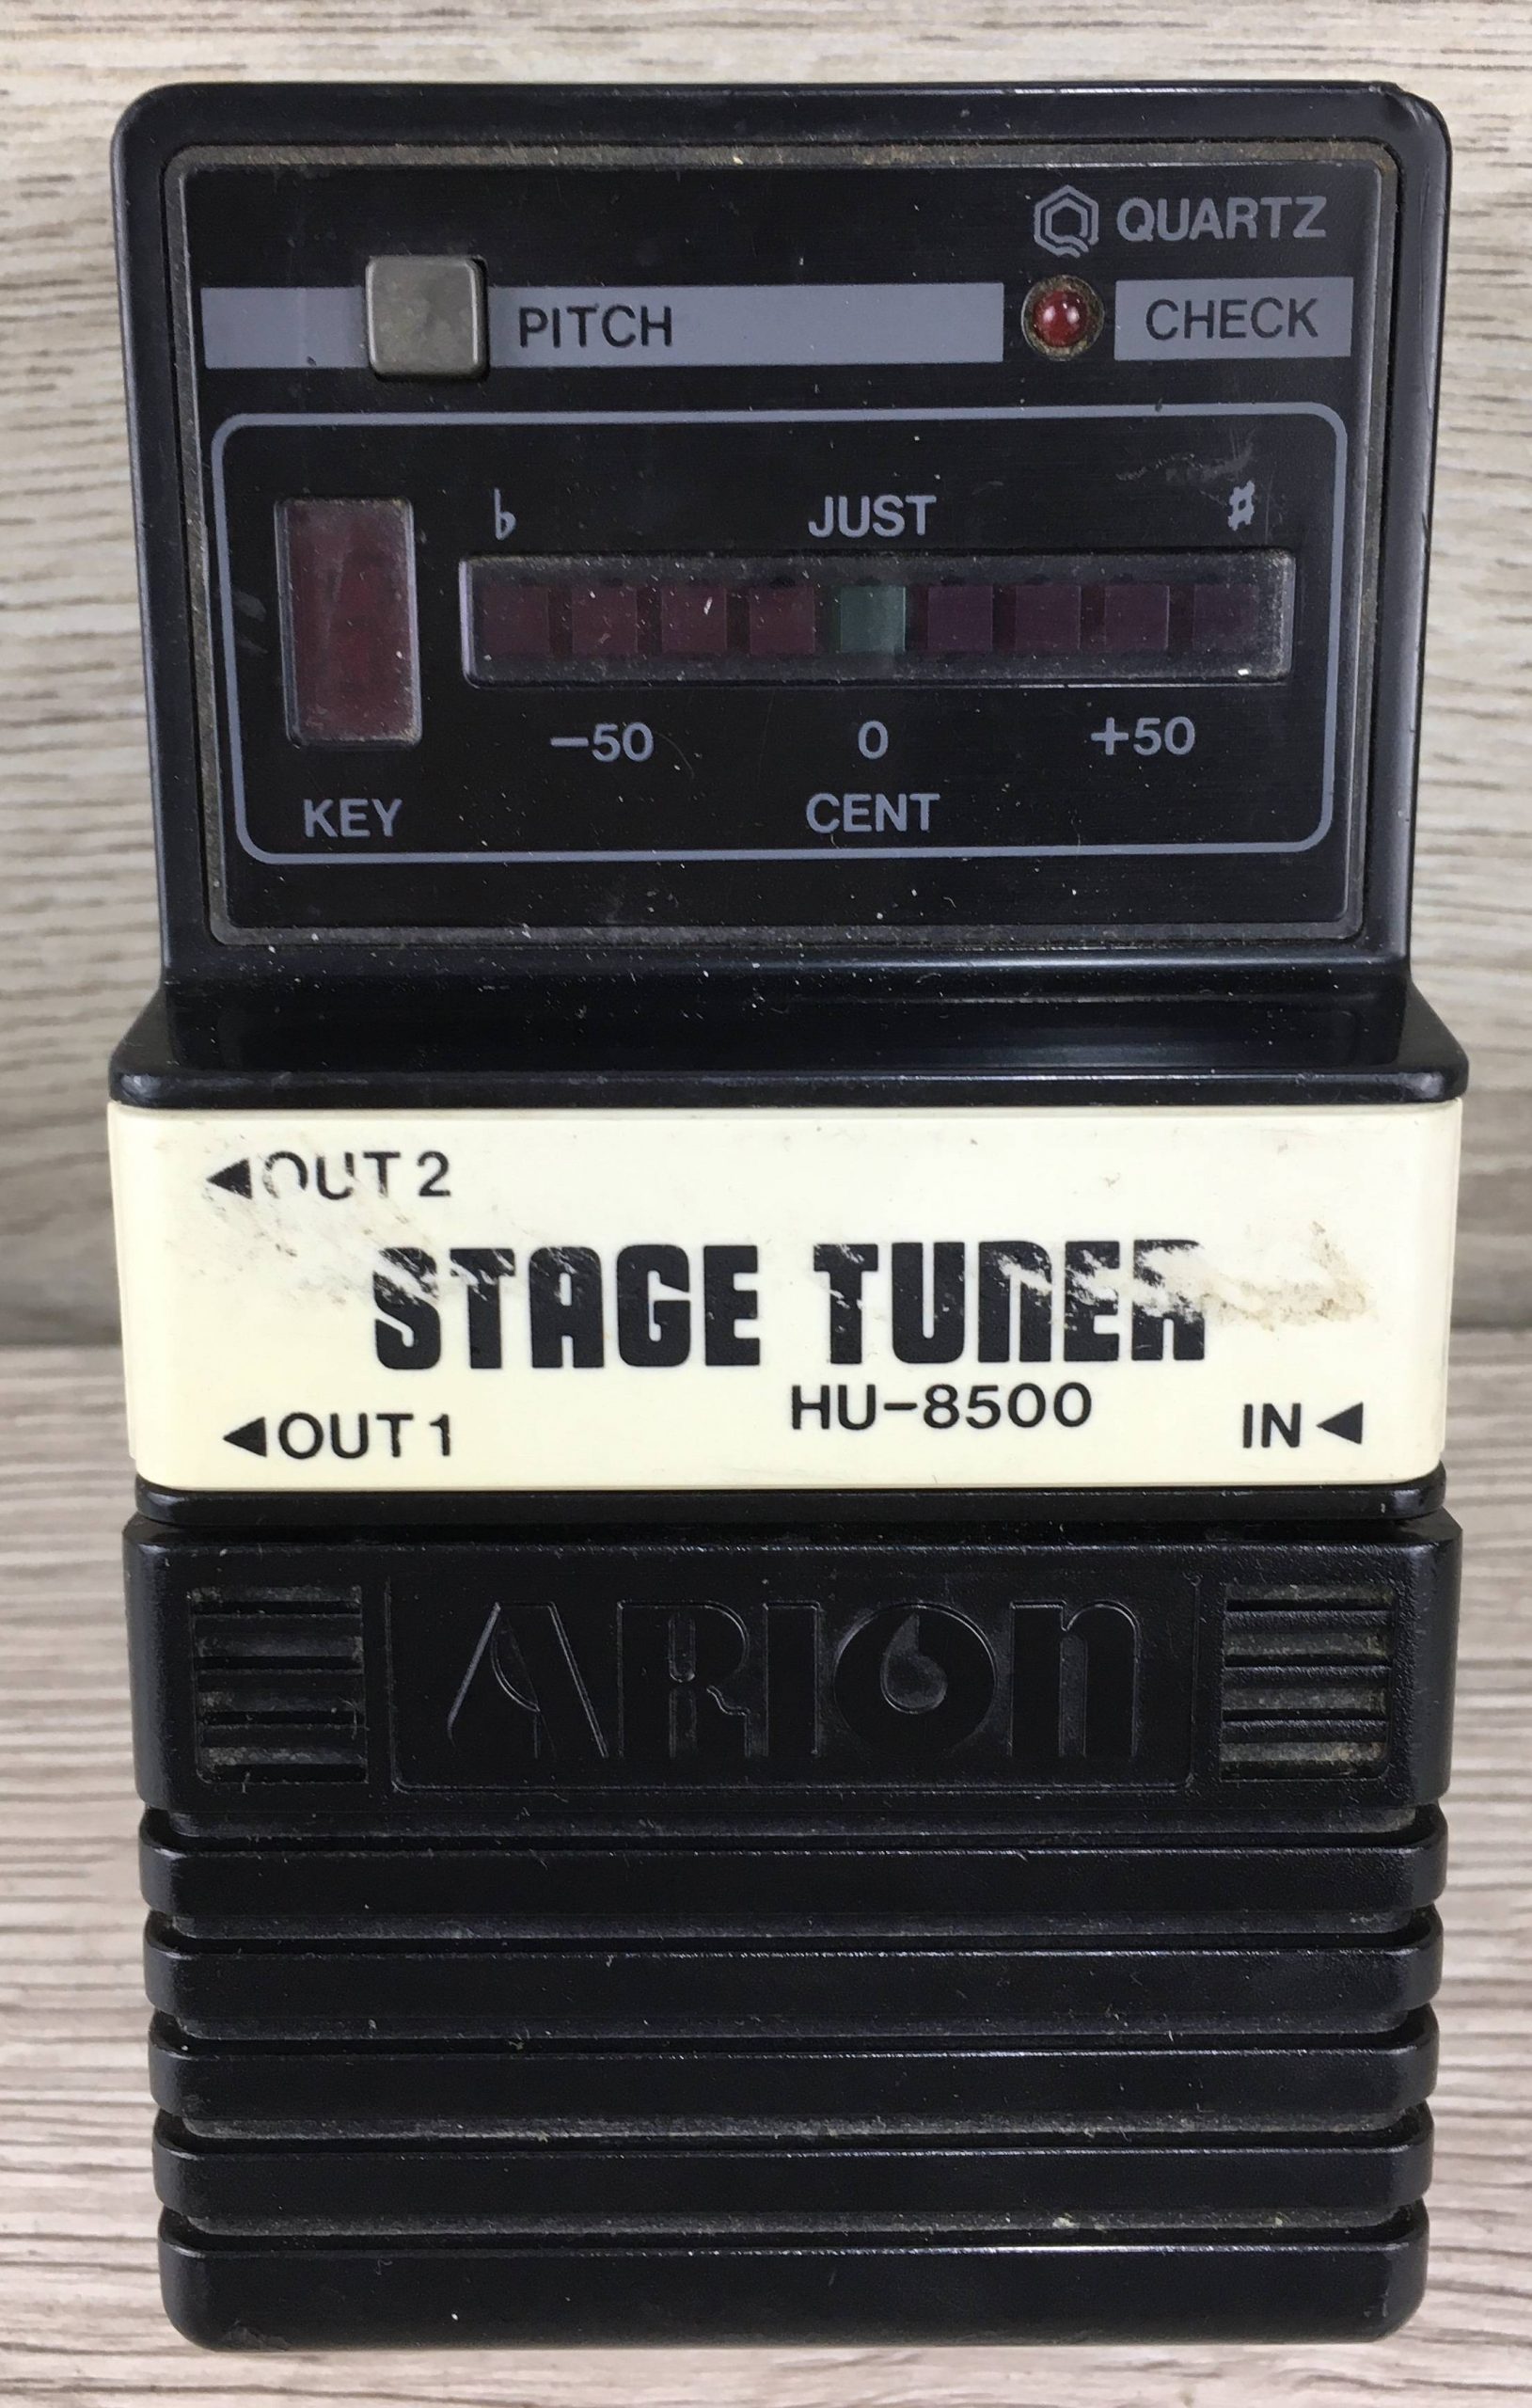 QUARTZ
PITCH CHECK
♭ JUST ♯
−50 0 +50
KEY CENT
◀OUT 2
STAGE TUNER
HU-8500
◀OUT 1 IN◀
ARION